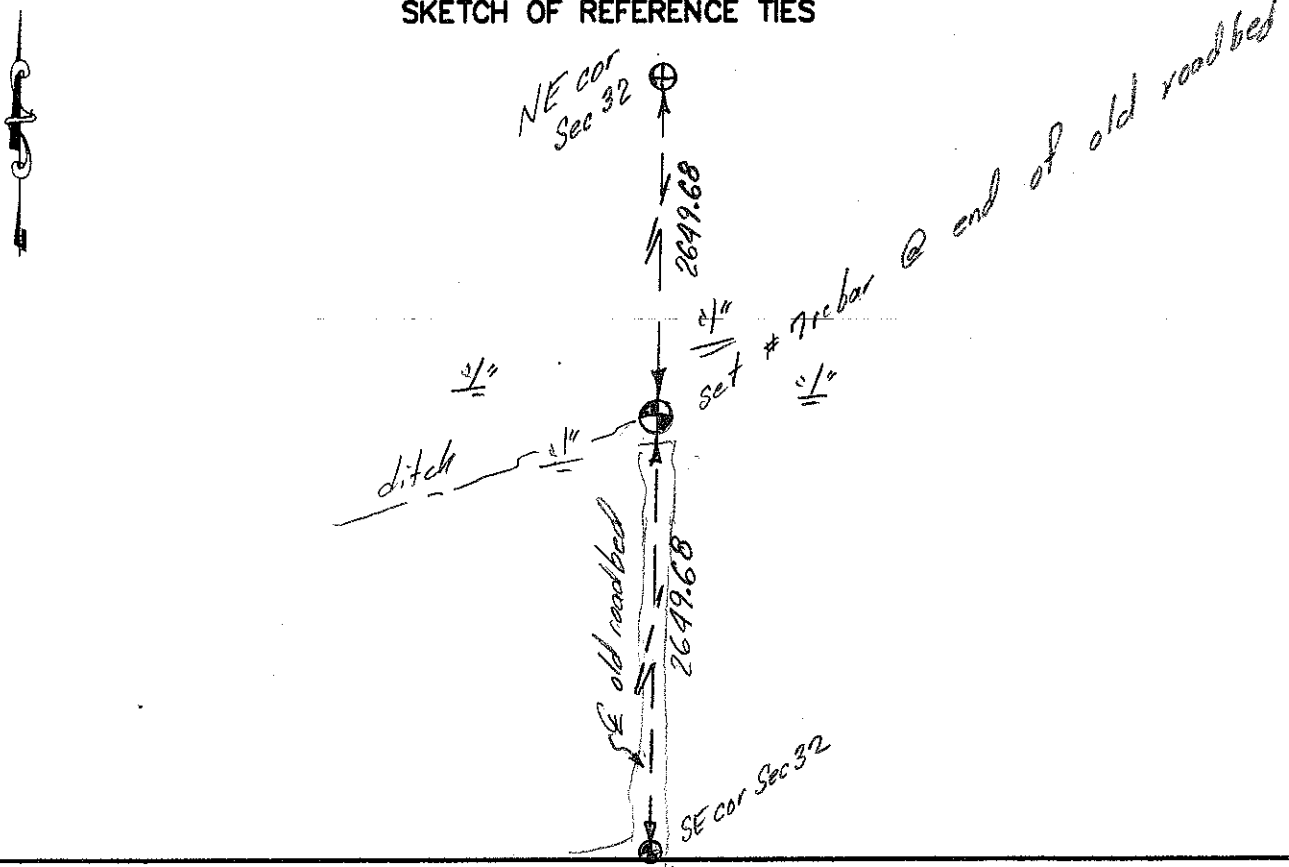 SKETCH OF REFERENCE TIES
NE cor
Sec 32
2649.68
set #7 rebar @ end of old roadbed
ditch
℄ old roadbed
2649.68
SE cor Sec 32